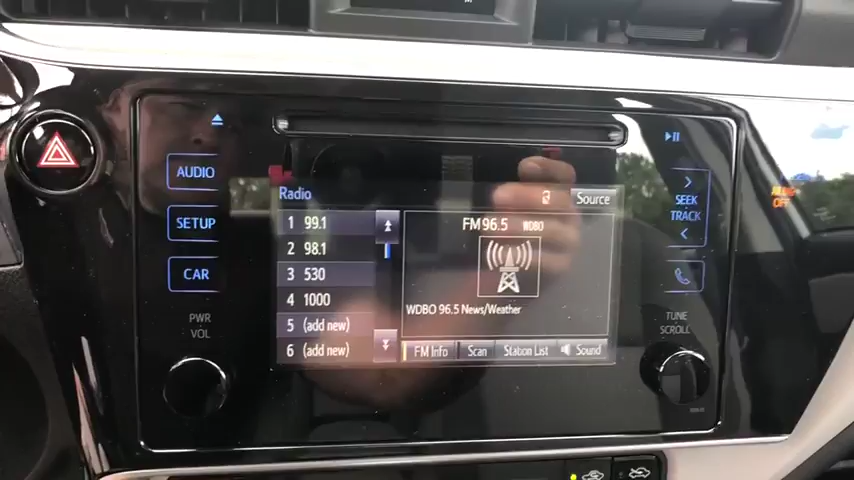 AUDIO
SETUP
CAR
PWR
VOL
Radio
Source
1 99.1
2 98.1
3 530
4 1000
5 (add new)
6 (add new)
FM 96.5 WDBO
WDBO 96.5 News/Weather
FM Info
Scan
Station List
Sound
SEEK
TRACK
TUNE
SCROLL
OFF